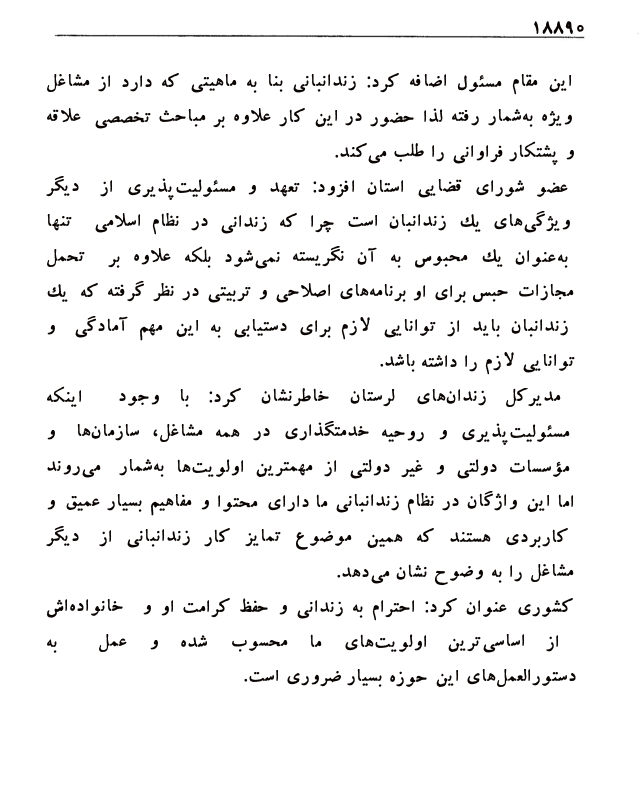 ۱۸۸۹۰
این مقام مسئول اضافه کرد: زندانبانی بنا به ماهیتی که دارد از مشاغل
ویژه به‌شمار رفته لذا حضور در این کار علاوه بر مباحث تخصصی علاقه
و پشتکار فراوانی را طلب می‌کند.
عضو شورای قضایی استان افزود: تعهد و مسئولیت‌پذیری از دیگر
ویژگی‌های یك زندانبان است چرا که زندانی در نظام اسلامی تنها
به‌عنوان یك محبوس به آن نگریسته نمی‌شود بلکه علاوه بر تحمل
مجازات حبس برای او برنامه‌های اصلاحی و تربیتی در نظر گرفته که یك
زندانبان باید از توانایی لازم برای دستیابی به این مهم آمادگی و
توانایی لازم را داشته باشد.
مدیرکل زندان‌های لرستان خاطرنشان کرد: با وجود اینکه
مسئولیت‌پذیری و روحیه خدمتگذاری در همه مشاغل، سازمان‌ها و
مؤسسات دولتی و غیر دولتی از مهمترین اولویت‌ها به‌شمار می‌روند
اما این واژگان در نظام زندانبانی ما دارای محتوا و مفاهیم بسیار عمیق و
کاربردی هستند که همین موضوع تمایز کار زندانبانی از دیگر
مشاغل را به وضوح نشان می‌دهد.
کشوری عنوان کرد: احترام به زندانی و حفظ کرامت او و خانواده‌اش
از اساسی‌ترین اولویت‌های ما محسوب شده و عمل به
دستورالعمل‌های این حوزه بسیار ضروری است.